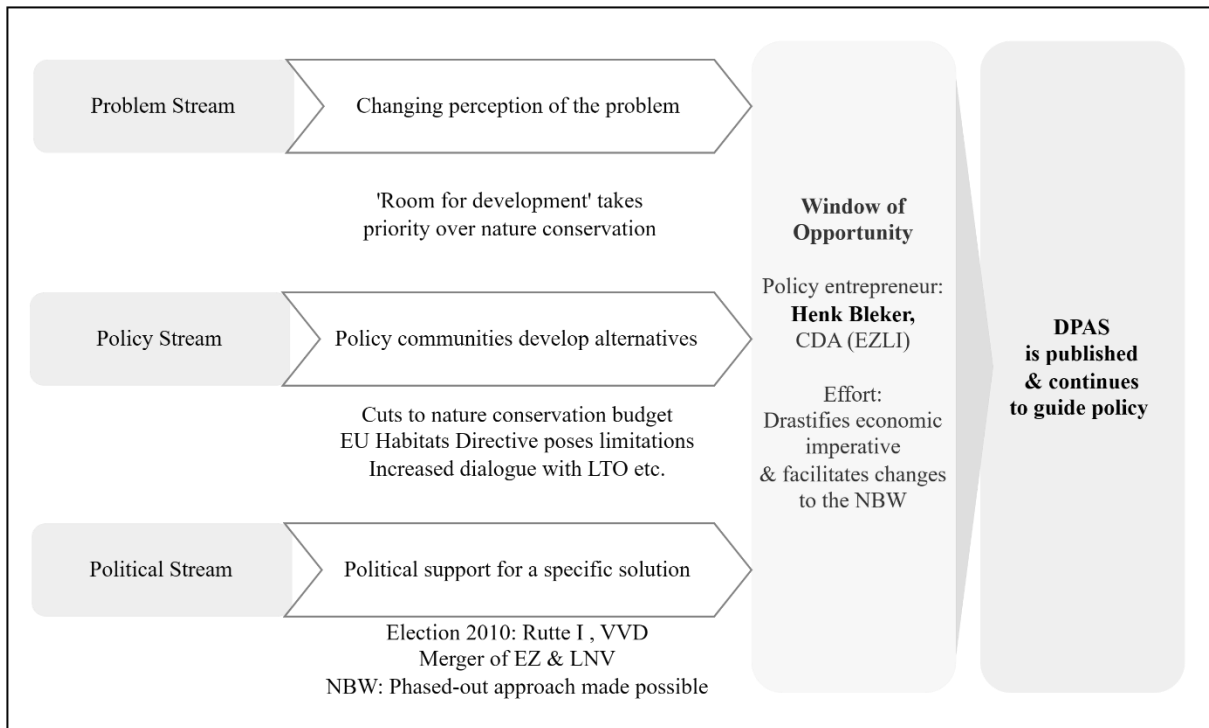 Problem Stream
Changing perception of the problem
'Room for development' takes
priority over nature conservation
Policy Stream
Policy communities develop alternatives
Cuts to nature conservation budget
EU Habitats Directive poses limitations
Increased dialogue with LTO etc.
Political Stream
Political support for a specific solution
Election 2010: Rutte I , VVD
Merger of EZ & LNV
NBW: Phased-out approach made possible
Window of
Opportunity
Policy entrepreneur:
Henk Bleker,
CDA (EZLI)
Effort:
Drastifies economic
imperative
& facilitates changes
to the NBW
DPAS
is published
& continues
to guide policy